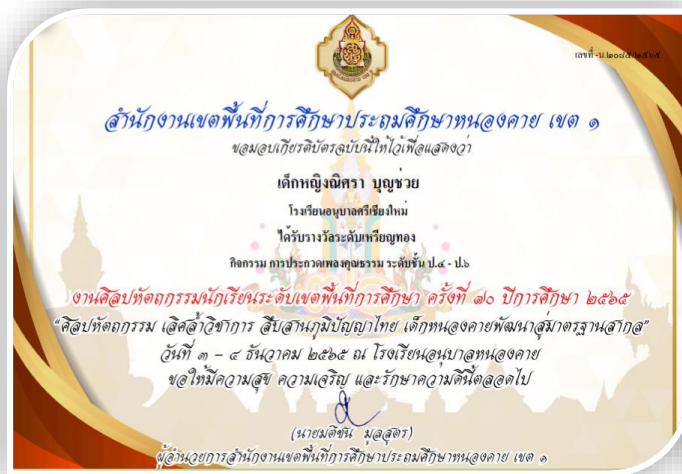 เลขที่ -บ.๒๐๘๕/๒๕๖๕
สำนักงานเขตพื้นที่การศึกษาประถมศึกษาหนองคาย เขต ๑
ขอมอบเกียรติบัตรฉบับนี้ให้ไว้เพื่อแสดงว่า
เด็กหญิงณิศรา บุญช่วย
โรงเรียนอนุบาลศรีเชียงใหม่
ได้รับรางวัลระดับเหรียญทอง
กิจกรรม การประกวดเพลงคุณธรรม ระดับชั้น ป.๔ - ป.๖
งานศิลปหัตถกรรมนักเรียนระดับเขตพื้นที่การศึกษา ครั้งที่ ๗๐ ปีการศึกษา ๒๕๖๕
“ศิลปหัตถกรรม เลิศล้ำวิชาการ สืบสานภูมิปัญญาไทย เด็กหนองคายพัฒนาสู่มาตรฐานสากล”
วันที่ ๓ - ๔ ธันวาคม ๒๕๖๕ ณ โรงเรียนอนุบาลหนองคาย
ขอให้มีความสุข ความเจริญ และรักษาความดีนี้ตลอดไป
(นายมติชน มูลสูตร)
ผู้อำนวยการสำนักงานเขตพื้นที่การศึกษาประถมศึกษาหนองคาย เขต ๑